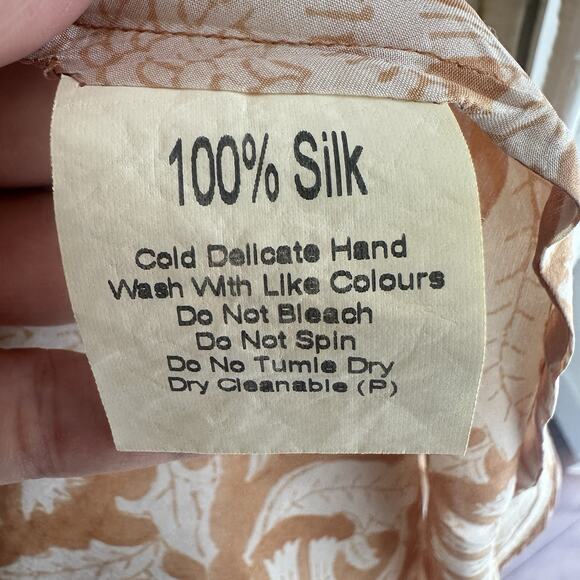 100% Silk
Cold Delicate Hand
Wash With Like Colours
Do Not Bleach
Do Not Spin
Do No Tumle Dry
Dry Cleanable (P)